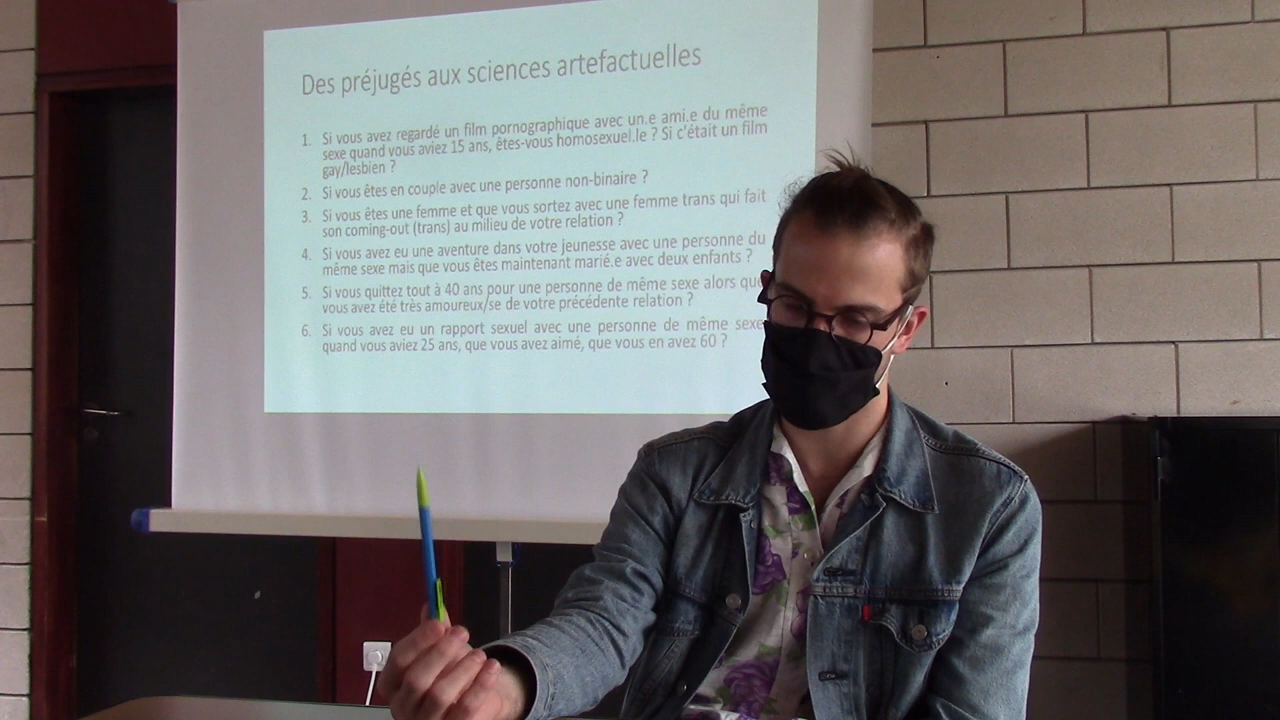 Des préjugés aux sciences artefactuelles
1. Si vous avez regardé un film pornographique avec un.e ami.e du même
sexe quand vous aviez 15 ans, êtes-vous homosexuel.le ? Si c'était un film
gay/lesbien ?
2. Si vous êtes en couple avec une personne non-binaire ?
3. Si vous êtes une femme et que vous sortez avec une femme trans qui fait
son coming-out (trans) au milieu de votre relation ?
4. Si vous avez eu une aventure dans votre jeunesse avec une personne du
même sexe mais que vous êtes maintenant marié.e avec deux enfants ?
5. Si vous quittez tout à 40 ans pour une personne de même sexe alors que
vous avez été très amoureux/se de votre précédente relation ?
6. Si vous avez eu un rapport sexuel avec une personne de même sexe
quand vous aviez 25 ans, que vous avez aimé, que vous en avez 60 ?